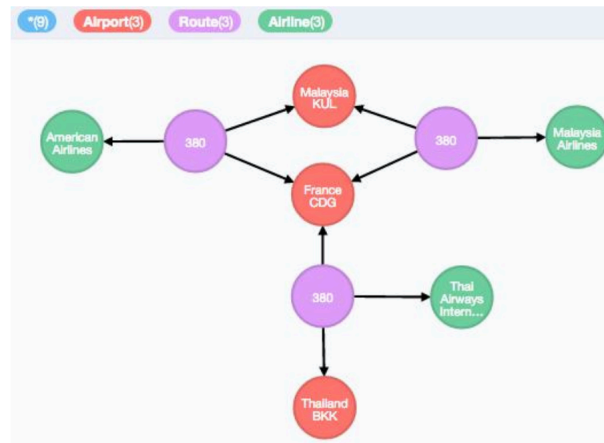 *(9) Airport(3) Route(3) Airline(3)
Malaysia
KUL
American
Airlines
380
380
Malaysia
Airlines
France
CDG
380
Thai
Airways
Intern...
Thailand
BKK